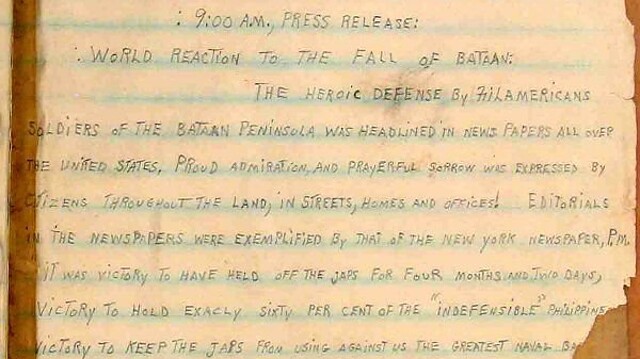 : 9:00 A.M., PRESS RELEASE:
: WORLD REACTION TO THE FALL OF BATAAN:
THE HEROIC DEFENSE BY FILAMERICANS
SOLDIERS OF THE BATAAN PENINSOLA WAS HEADLINED IN NEWS PAPERS ALL OVER
THE UNITED STATES. PROUD ADMIRATION, AND PRAYERFUL SORROW WAS EXPRESSED BY
CITIZENS THROUGHOUT THE LAND, IN STREETS, HOMES AND OFFICES! EDITORIALS
IN THE NEWSPAPERS WERE EXEMPLIFIED BY THAT OF THE NEW YORK NEWSPAPER, P.M.
IT WAS VICTORY TO HAVE HELD OFF THE JAPS FOR FOUR MONTHS AND TWO DAYS,
VICTORY TO HOLD EXACLY SIXTY PER CENT OF THE "INDEFENSIBLE" PHILIPPINE
VICTORY TO KEEP THE JAPS FROM USING AGAINST US THE GREATEST NAVAL BA